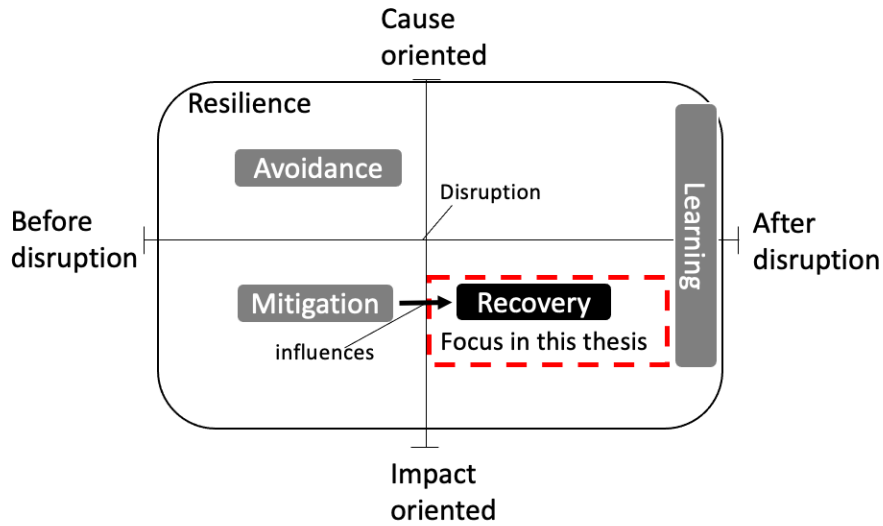 Cause
oriented
Resilience
Avoidance
Disruption
Learning
Before
disruption
After
disruption
Mitigation
Recovery
Focus in this thesis
influences
Impact
oriented